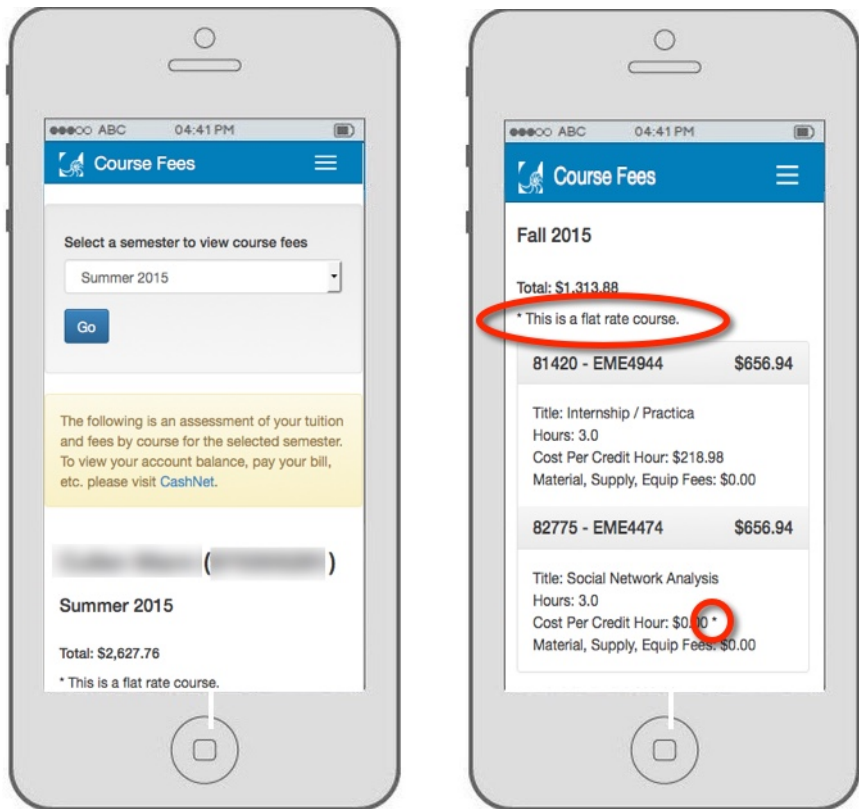 ABC 04:41 PM
Course Fees
Select a semester to view course fees
Summer 2015
Go
The following is an assessment of your tuition
and fees by course for the selected semester.
To view your account balance, pay your bill,
etc. please visit CashNet.
( )
Summer 2015
Total: $2,627.76
* This is a flat rate course.
ABC 04:41 PM
Course Fees
Fall 2015
Total: $1,313.88
* This is a flat rate course.
81420 - EME4944 $656.94
Title: Internship / Practica
Hours: 3.0
Cost Per Credit Hour: $218.98
Material, Supply, Equip Fees: $0.00
82775 - EME4474 $656.94
Title: Social Network Analysis
Hours: 3.0
Cost Per Credit Hour: $0.00 *
Material, Supply, Equip Fees: $0.00